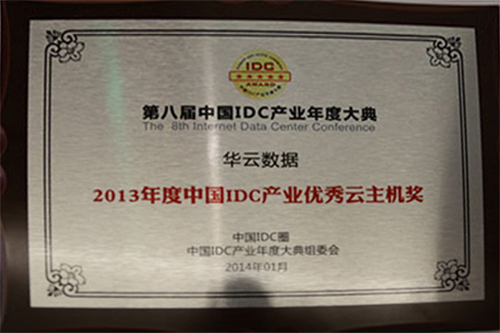 IDC
★★★★★
AWARD
第八届中国IDC产业年度大典
The 8th Internet Data Center Conference
华云数据
2013年度中国IDC产业优秀云主机奖
中国IDC圈
中国IDC产业年度大典组委会
2014年01月